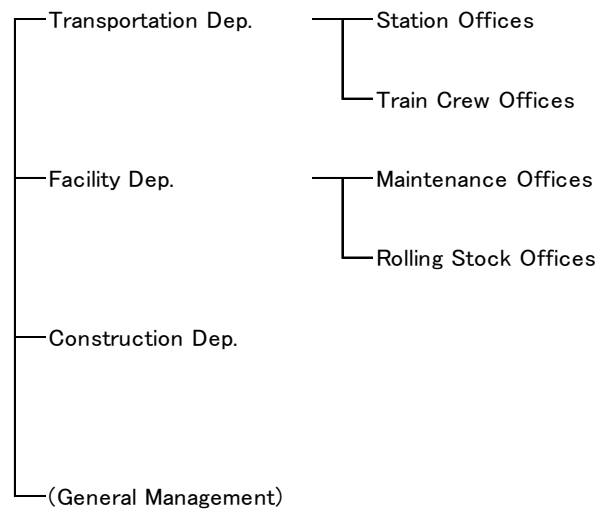 Transportation Dep.
Station Offices
Train Crew Offices
Facility Dep.
Maintenance Offices
Rolling Stock Offices
Construction Dep.
(General Management)